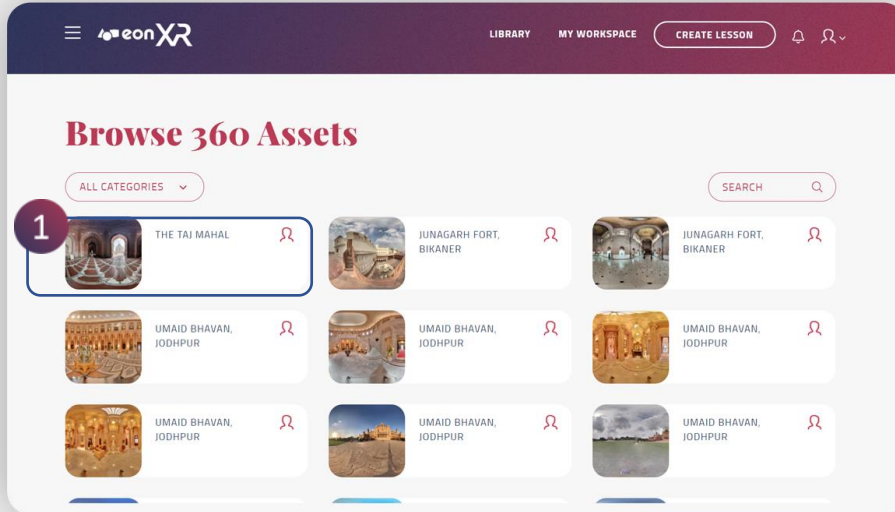 eonXR
LIBRARY
MY WORKSPACE
CREATE LESSON
Browse 360 Assets
ALL CATEGORIES
SEARCH
1
THE TAJ MAHAL
JUNAGARH FORT,
BIKANER
JUNAGARH FORT,
BIKANER
UMAID BHAVAN,
JODHPUR
UMAID BHAVAN,
JODHPUR
UMAID BHAVAN,
JODHPUR
UMAID BHAVAN,
JODHPUR
UMAID BHAVAN,
JODHPUR
UMAID BHAVAN,
JODHPUR